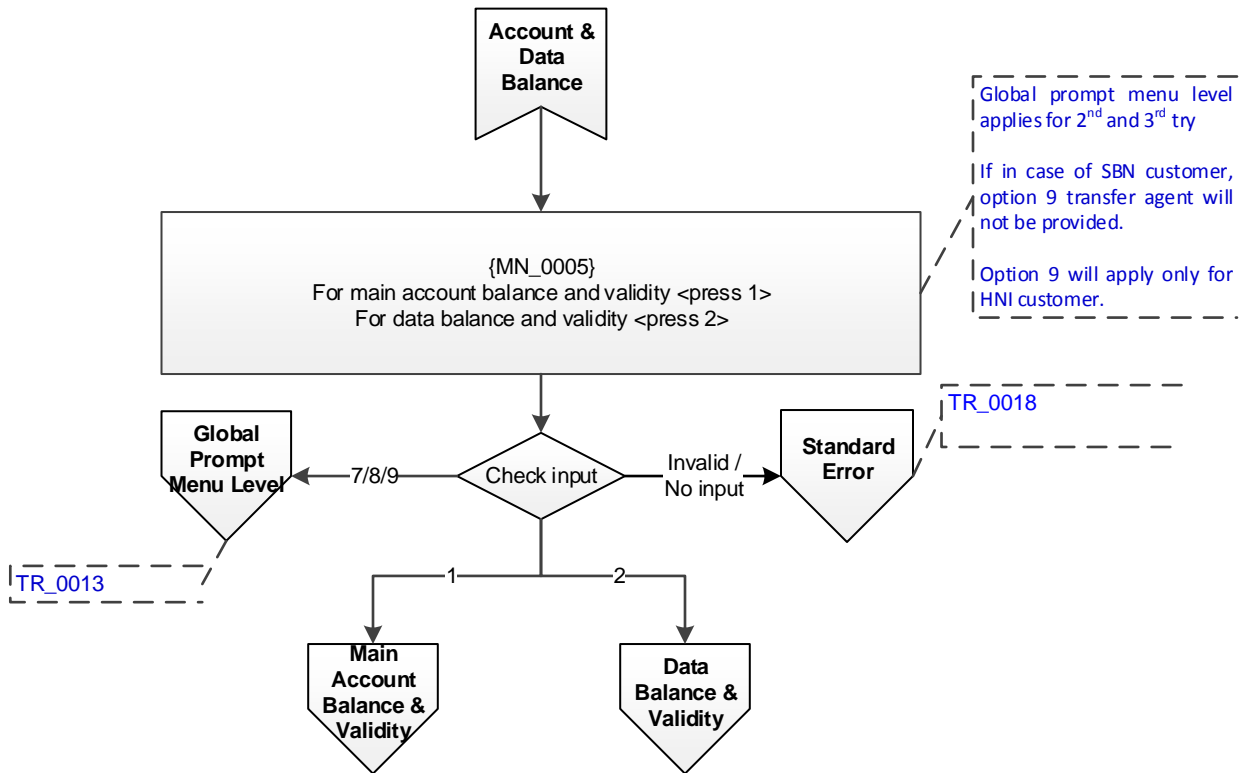 Account &
Data
Balance
Global prompt menu level
applies for 2nd and 3rd try
If in case of SBN customer,
option 9 transfer agent will
not be provided.
Option 9 will apply only for
HNI customer.
{MN_0005}
For main account balance and validity <press 1>
For data balance and validity <press 2>
TR_0018
Global
Prompt
Menu Level
7/8/9
Check input
Invalid /
No input
Standard
Error
TR_0013
1
2
Main
Account
Balance &
Validity
Data
Balance &
Validity